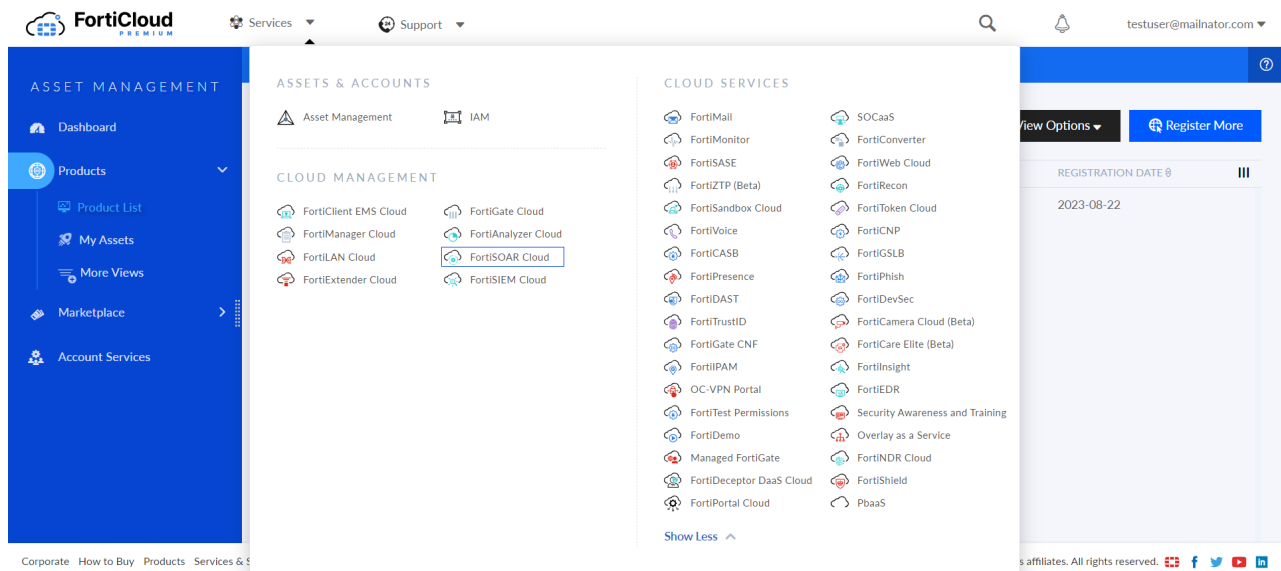 FortiCloud
PREMIUM
Services
24
Support
testuser@mailnator.com
ASSET MANAGEMENT
Dashboard
Products
Product List
My Assets
More Views
Marketplace
Account Services
ASSETS & ACCOUNTS
Asset Management
IAM
CLOUD MANAGEMENT
FortiClient EMS Cloud
FortiGate Cloud
FortiManager Cloud
FortiAnalyzer Cloud
FortiLAN Cloud
FortiSOAR Cloud
FortiExtender Cloud
FortiSIEM Cloud
CLOUD SERVICES
FortiMail
SOCaaS
FortiMonitor
FortiConverter
FortiSASE
FortiWeb Cloud
FortiZTP (Beta)
FortiRecon
FortiSandbox Cloud
FortiToken Cloud
FortiVoice
FortiCNP
FortiCASB
FortiGSLB
FortiPresence
FortiPhish
FortiDAST
FortiDevSec
FortiTrustID
FortiCamera Cloud (Beta)
FortiGate CNF
FortiCare Elite (Beta)
FortiIPAM
FortiInsight
OC-VPN Portal
FortiEDR
FortiTest Permissions
Security Awareness and Training
FortiDemo
Overlay as a Service
Managed FortiGate
FortiNDR Cloud
FortiDeceptor DaaS Cloud
FortiShield
FortiPortal Cloud
PbaaS
Show Less
View Options
Register More
REGISTRATION DATE
2023-08-22
Corporate How to Buy Products Services &
affiliates. All rights reserved.